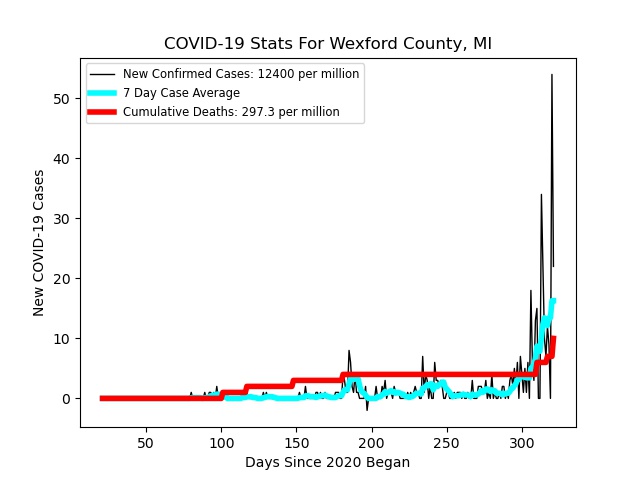 COVID-19 Stats For Wexford County, MI
New Confirmed Cases: 12400 per million
7 Day Case Average
Cumulative Deaths: 297.3 per million
New COVID-19 Cases
50
40
30
20
10
0
50 100 150 200 250 300
Days Since 2020 Began